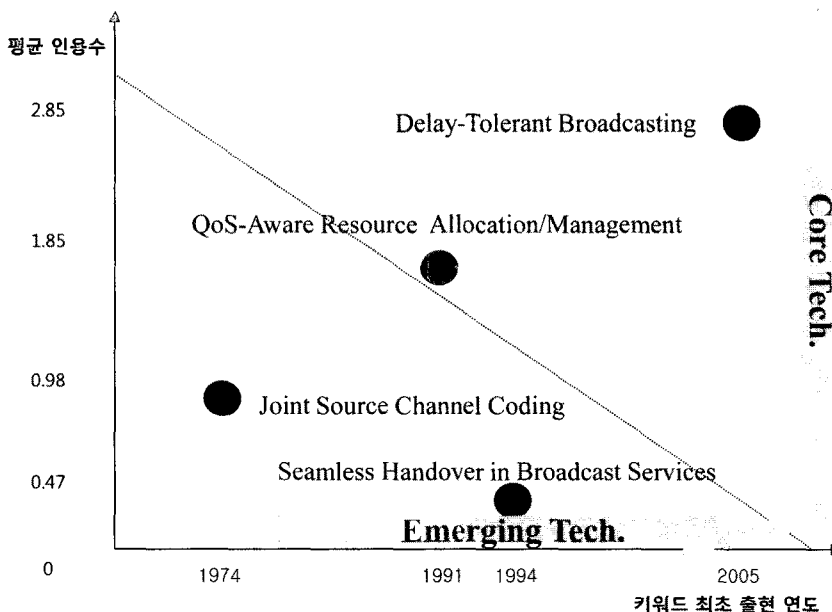 평균 인용수
2.85
Delay-Tolerant Broadcasting
QoS-Aware Resource Allocation/Management
1.85
Core Tech.
0.98
Joint Source Channel Coding
Seamless Handover in Broadcast Services
0.47
Emerging Tech.
0
1974
1991
1994
2005
키워드 최초 출현 연도